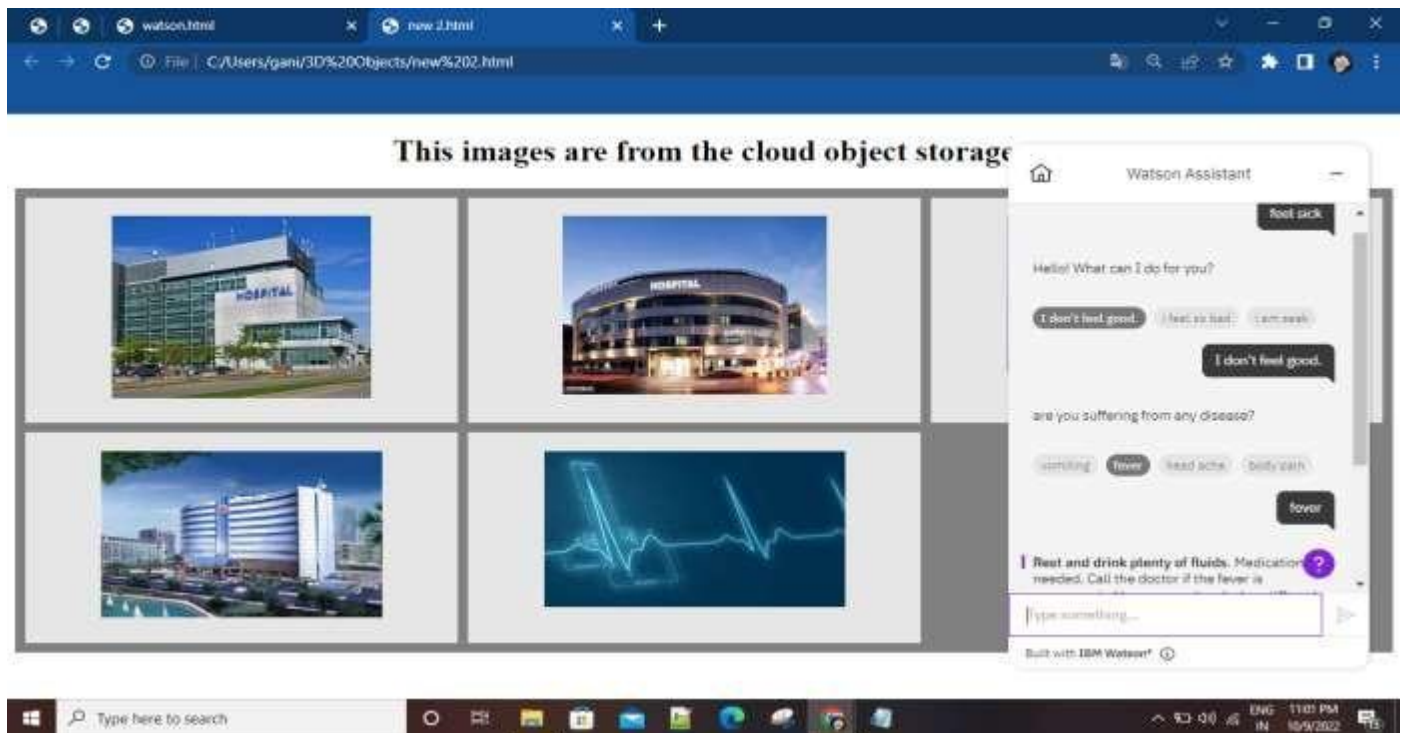 watson.html
new 2.html
File C:/Users/gani/3D%20Objects/new%202.html
This images are from the cloud object storage
HOSPITAL
HOSPITAL
Watson Assistant
feel sick
Hello! What can I do for you?
I don't feel good. I feel so bad I am weak
I don't feel good.
are you suffering from any disease?
vomiting fever head ache body pain
fever
Rest and drink plenty of fluids. Medication
needed. Call the doctor if the fever is
Type something...
Built with IBM Watson®
Type here to search
ENG 11:01 PM
IN 10/9/2022